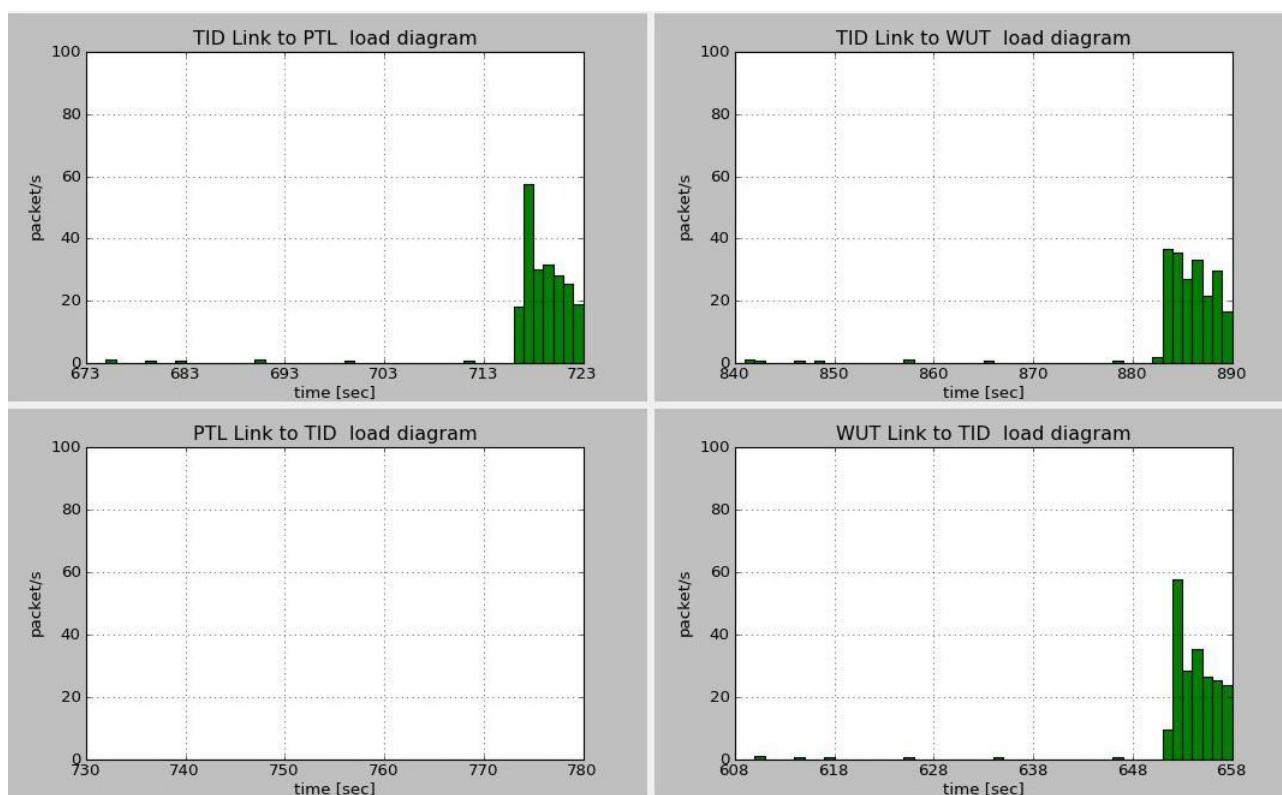 TID Link to PTL  load diagram
100
80
60
40
20
0
packet/s
673 683 693 703 713 723
time [sec]
TID Link to WUT  load diagram
100
80
60
40
20
0
packet/s
840 850 860 870 880 890
time [sec]
PTL Link to TID  load diagram
100
80
60
40
20
0
packet/s
730 740 750 760 770 780
time [sec]
WUT Link to TID  load diagram
100
80
60
40
20
0
packet/s
608 618 628 638 648 658
time [sec]